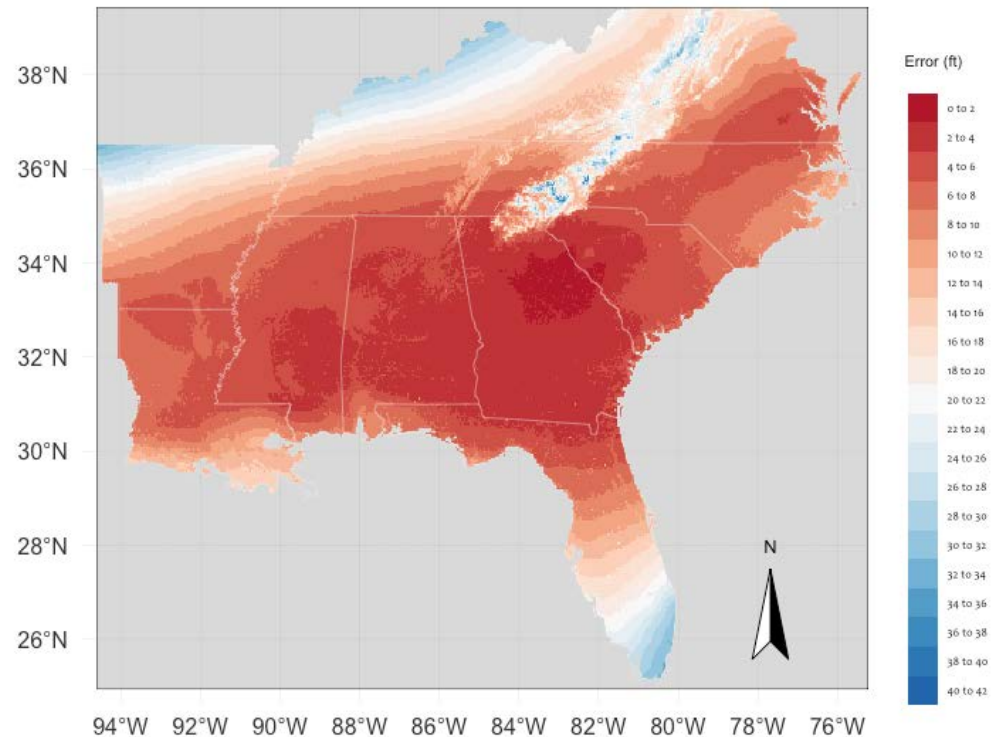 38°N
36°N
34°N
32°N
30°N
28°N
26°N
94°W 92°W 90°W 88°W 86°W 84°W 82°W 80°W 78°W 76°W
N
Error (ft)
0 to 2
2 to 4
4 to 6
6 to 8
8 to 10
10 to 12
12 to 14
14 to 16
16 to 18
18 to 20
20 to 22
22 to 24
24 to 26
26 to 28
28 to 30
30 to 32
32 to 34
34 to 36
36 to 38
38 to 40
40 to 42